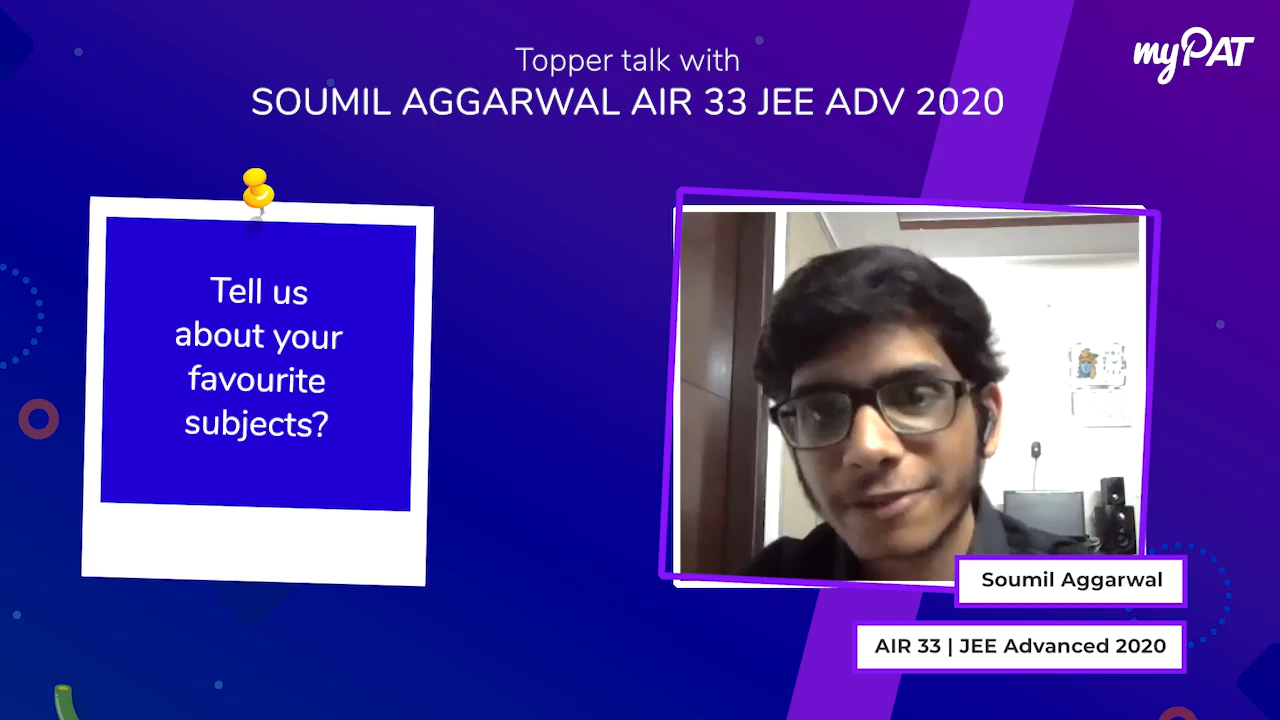 Topper talk with
SOUMIL AGGARWAL AIR 33 JEE ADV 2020
myPAT
Tell us
about your
favourite
subjects?
Soumil Aggarwal
AIR 33 | JEE Advanced 2020